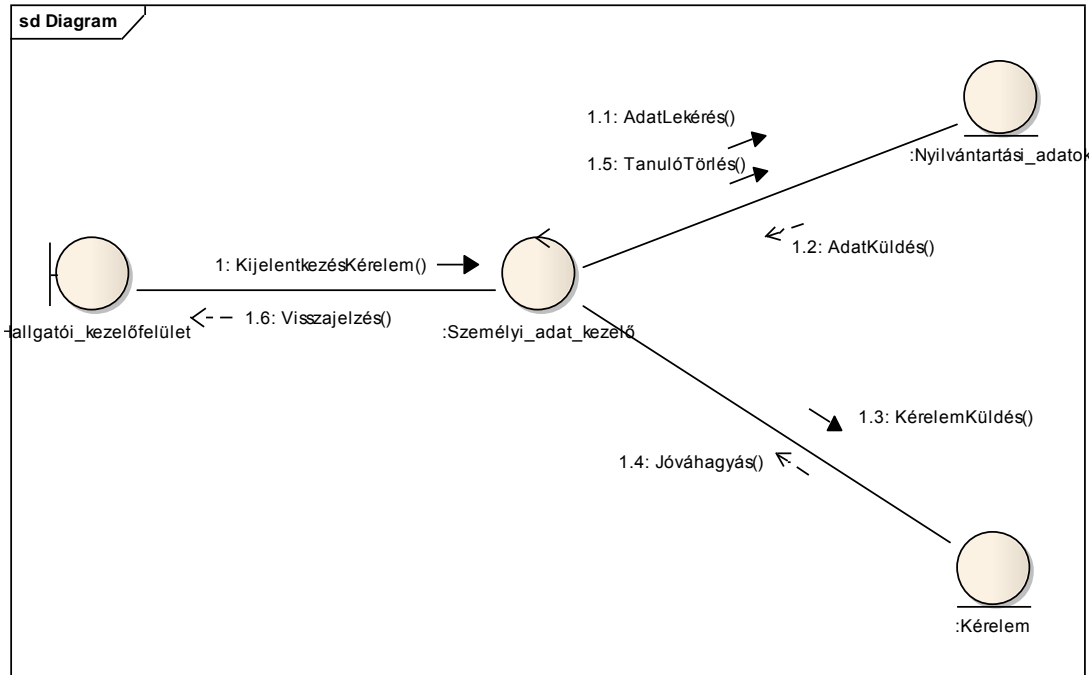 sd Diagram
1.1: AdatLekérés()
1.5: TanulóTörlés()
:Nyilvántartási_adatok
1.2: AdatKüldés()
1: KijelentkezésKérelem()
1.6: Visszajelzés()
:Hallgatói_kezelőfelület
:Személyi_adat_kezelő
1.3: KérelemKüldés()
1.4: Jóváhagyás()
:Kérelem